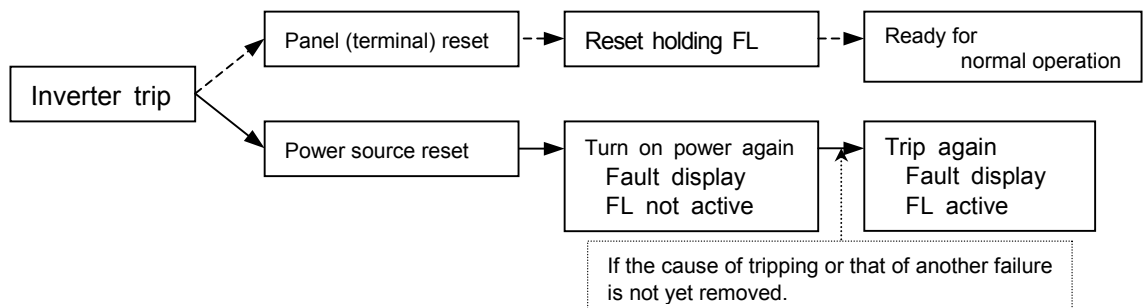 Inverter trip
Panel (terminal) reset
Reset holding FL
Ready for
normal operation
Power source reset
Turn on power again
Fault display
FL not active
Trip again
Fault display
FL active
If the cause of tripping or that of another failure
is not yet removed.